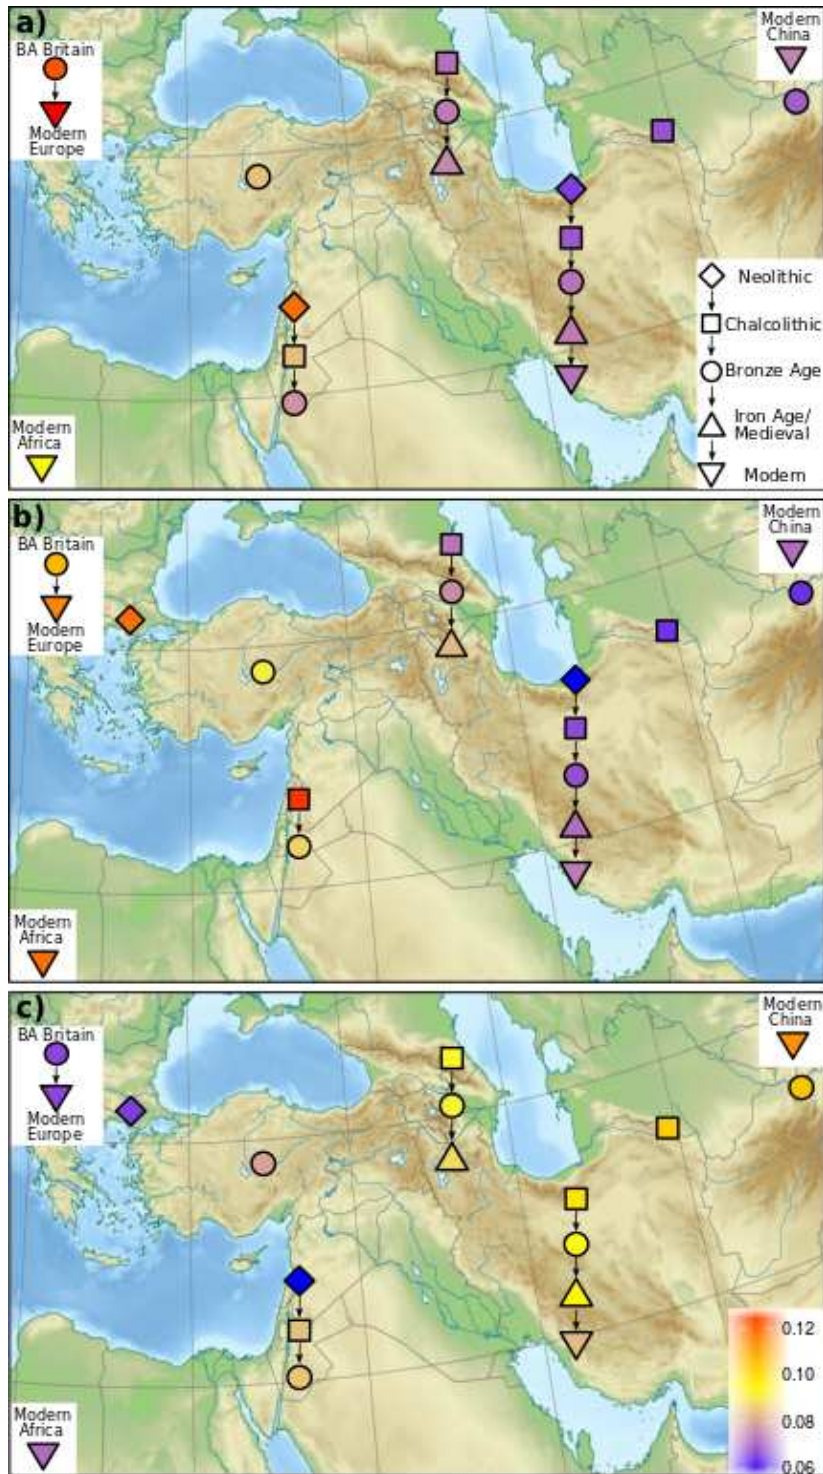 a)
BA Britain
Modern
Europe
Modern
China
Neolithic
Chalcolithic
Bronze Age
Iron Age/
Medieval
Modern
Modern
Africa
b)
BA Britain
Modern
Europe
Modern
China
Modern
Africa
c)
BA Britain
Modern
Europe
Modern
China
Modern
Africa
0.12
0.10
0.08
0.06